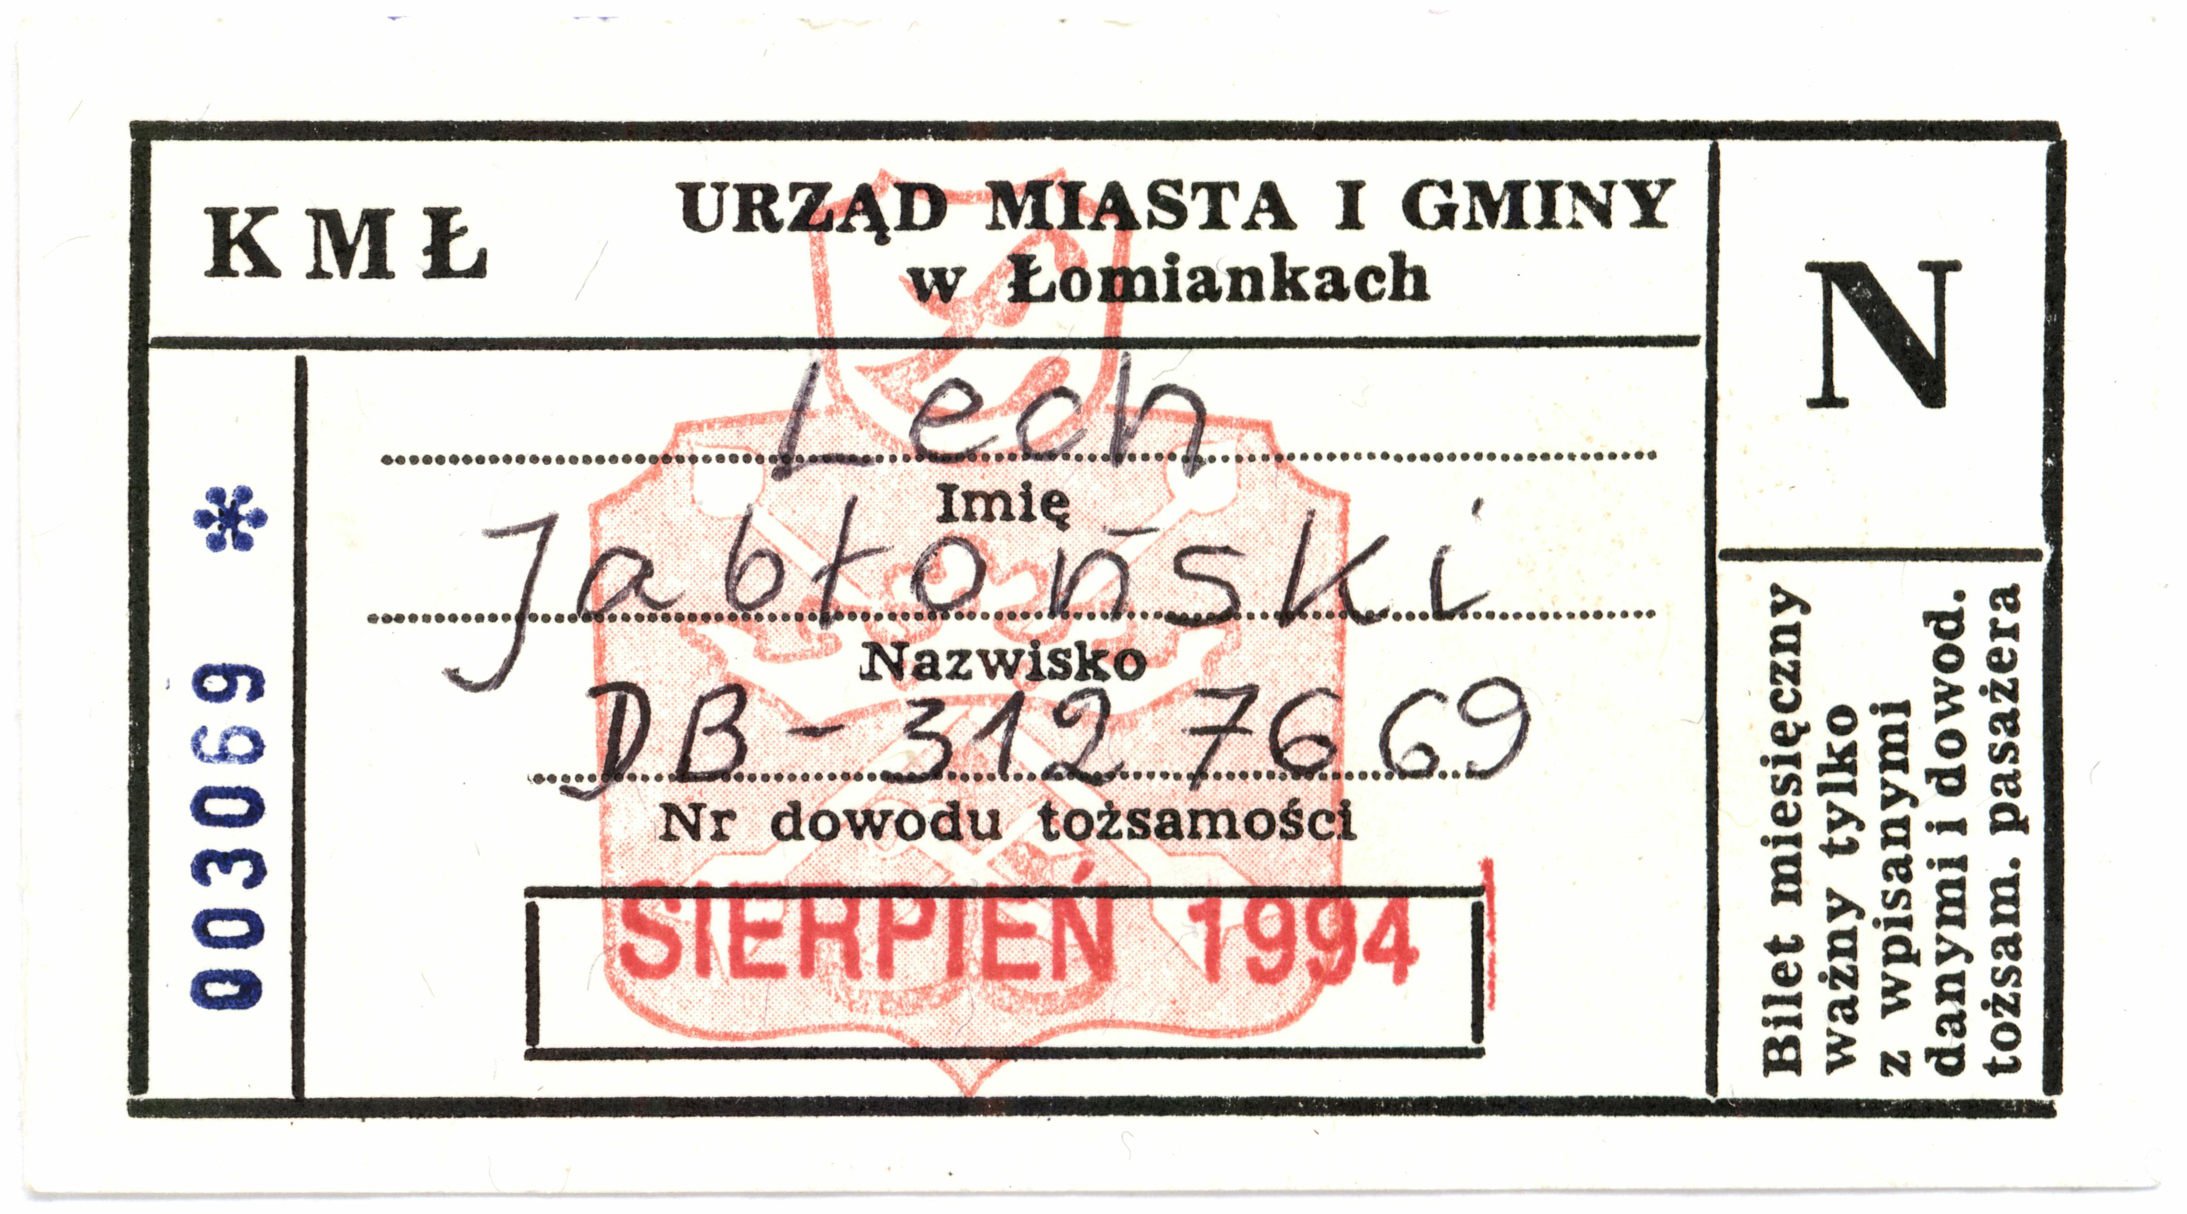 KMŁ
URZĄD MIASTA I GMINY
w Łomiankach
N
Lech
Imię
Jabłoński
Nazwisko
DB-3127669
Nr dowodu tożsamości
SIERPIEŃ 1994
003069 *
Bilet miesięczny
ważny tylko
z wpisanymi
danymi i dowod.
tożsam. pasażera